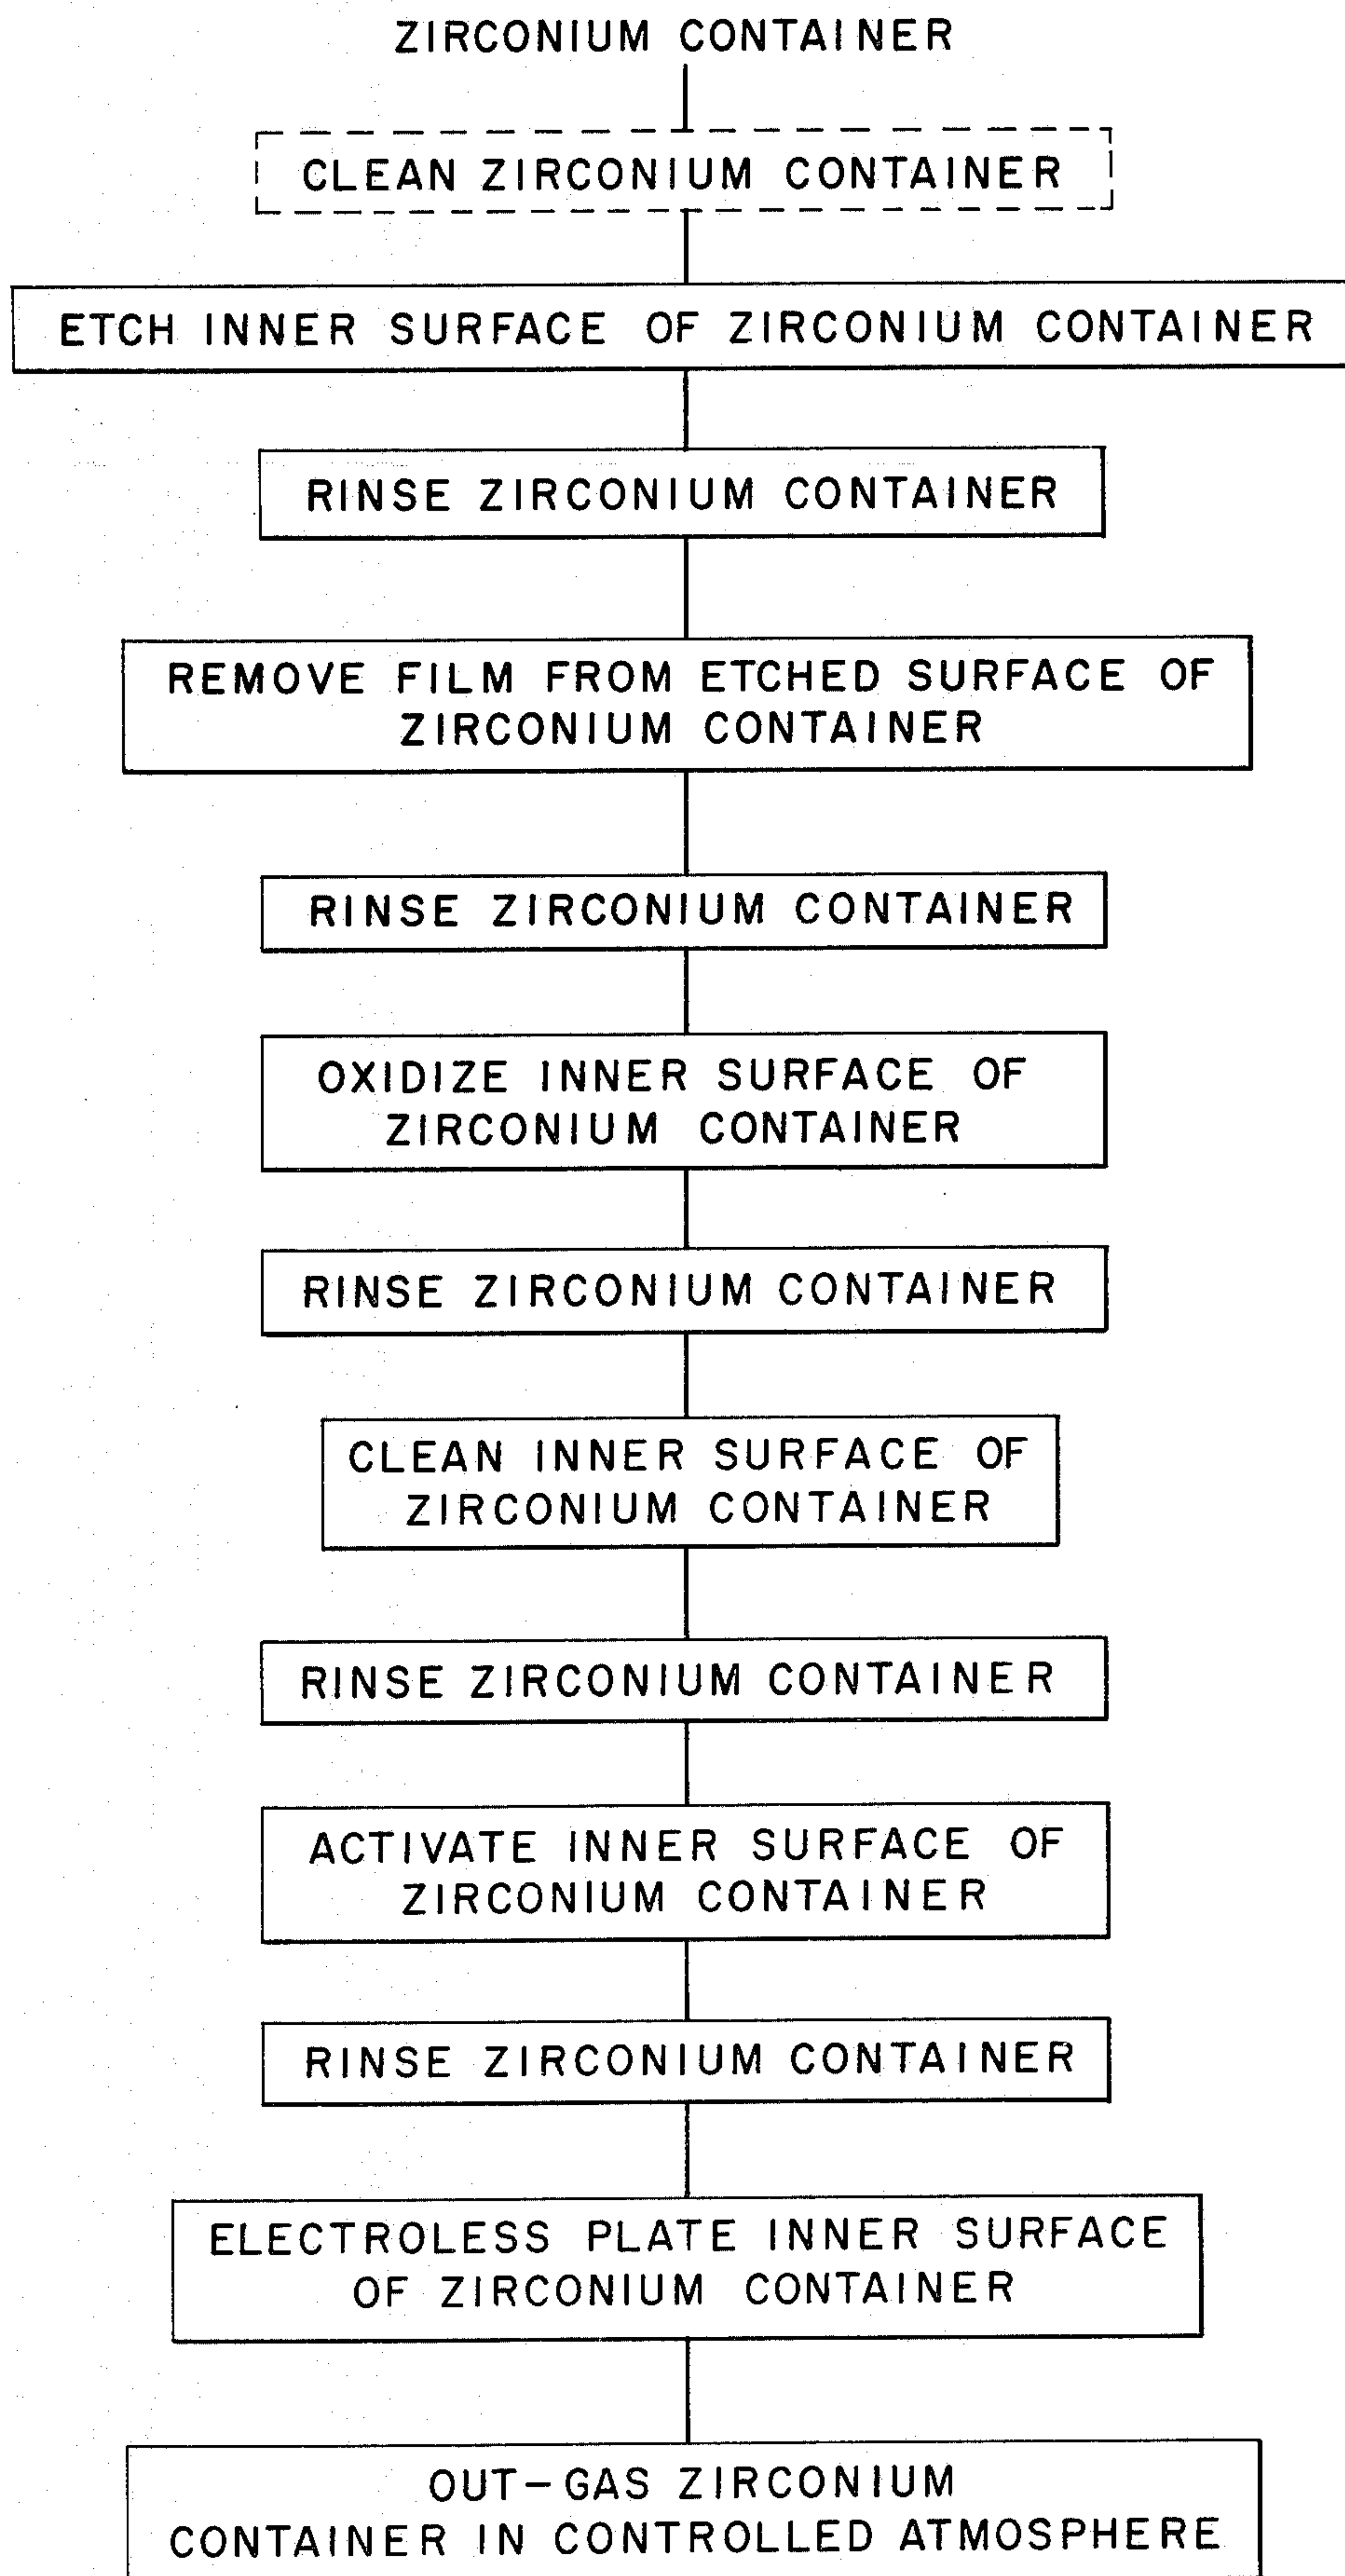 ZIRCONIUM CONTAINER
CLEAN ZIRCONIUM CONTAINER
ETCH INNER SURFACE OF ZIRCONIUM CONTAINER
RINSE ZIRCONIUM CONTAINER
REMOVE FILM FROM ETCHED SURFACE OF
ZIRCONIUM CONTAINER
RINSE ZIRCONIUM CONTAINER
OXIDIZE INNER SURFACE OF
ZIRCONIUM CONTAINER
RINSE ZIRCONIUM CONTAINER
CLEAN INNER SURFACE OF
ZIRCONIUM CONTAINER
RINSE ZIRCONIUM CONTAINER
ACTIVATE INNER SURFACE OF
ZIRCONIUM CONTAINER
RINSE ZIRCONIUM CONTAINER
ELECTROLESS PLATE INNER SURFACE
OF ZIRCONIUM CONTAINER
OUT-GAS ZIRCONIUM
CONTAINER IN CONTROLLED ATMOSPHERE